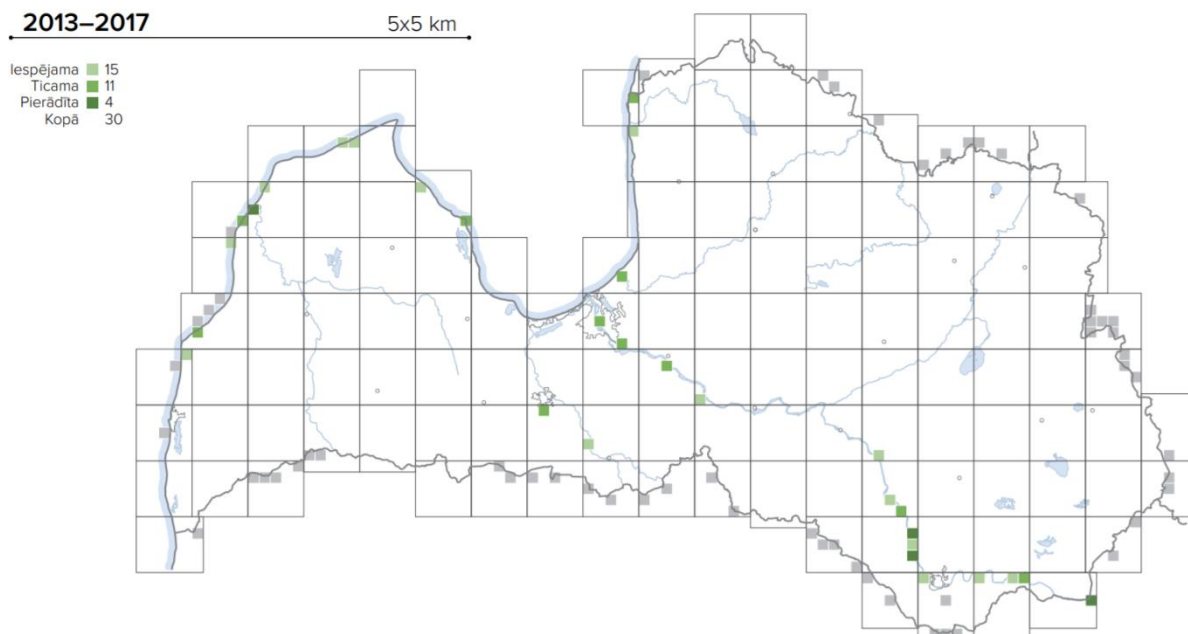 2013–2017 5x5 km
Iespējama 15
Ticama 11
Pierādīta 4
Kopā 30